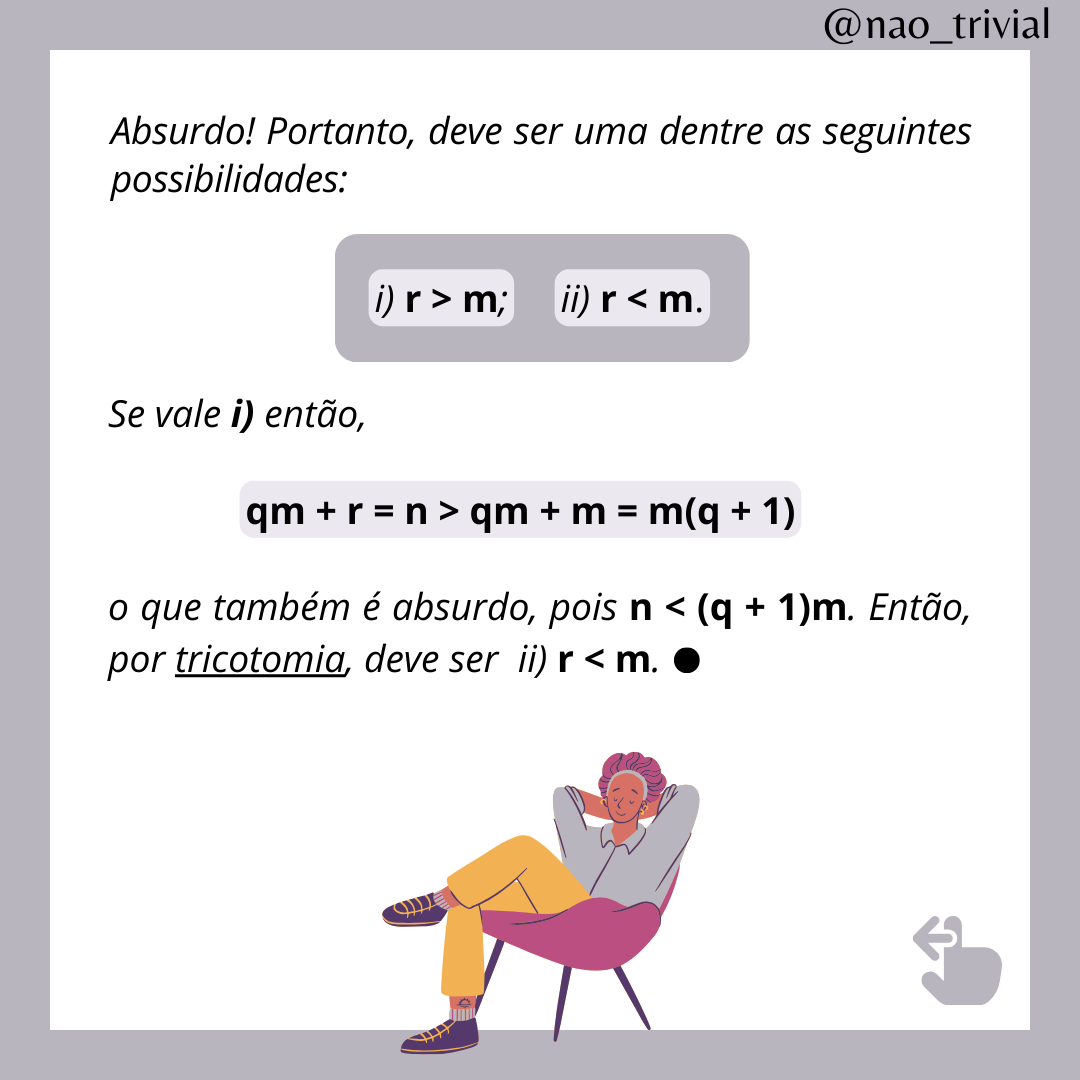 @nao_trivial
Absurdo! Portanto, deve ser uma dentre as seguintes
possibilidades:
i) r > m; ii) r < m.
Se vale i) então,
qm + r = n > qm + m = m(q + 1)
o que também é absurdo, pois n < (q + 1)m. Então,
por tricotomia, deve ser ii) r < m. ●